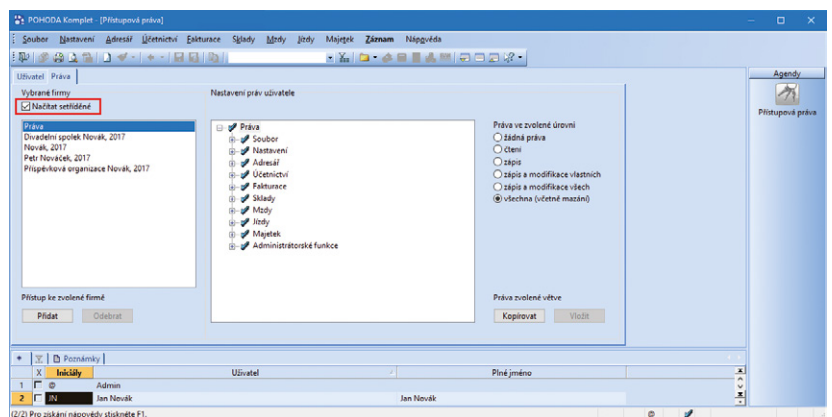 POHODA Komplet - [Přístupová práva]
Soubor Nastavení Adresář Účetnictví Fakturace Sklady Mzdy Jízdy Majetek Záznam Nápověda
Uživatel Práva
Agendy
Vybrané firmy
Nastavení práv uživatele
Načítat setříděné
Přístupová práva
Práva
Divadelní spolek Novák, 2017
Novák, 2017
Petr Nováček, 2017
Příspěvková organizace Novák, 2017
Práva
Soubor
Nastavení
Adresář
Účetnictví
Fakturace
Sklady
Mzdy
Jízdy
Majetek
Administrátorské funkce
Práva ve zvolené úrovni
žádná práva
čtení
zápis
zápis a modifikace vlastních
zápis a modifikace všech
všechna (včetně mazání)
Přístup ke zvolené firmě
Práva zvolené větve
Přidat Odebrat
Kopírovat Vložit
Poznámky
X Iniciály Uživatel Plné jméno
1 @ Admin
2 JN Jan Novák Jan Novák
(2/2) Pro získání nápovědy stiskněte F1. @